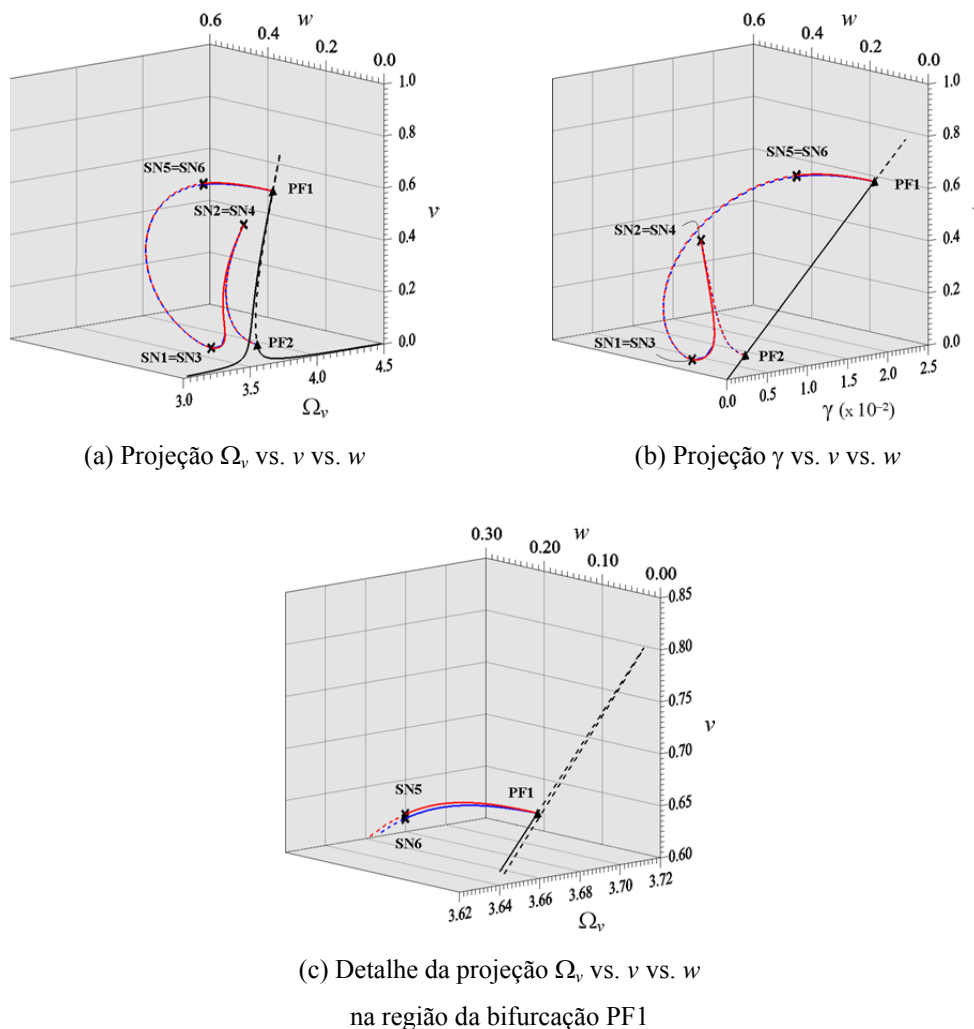 0.6
w
0.4
0.2
0.0
1.0
0.8
0.6
v
0.4
0.2
0.0
SN5=SN6
PF1
SN2=SN4
SN1=SN3
PF2
3.0
3.5
4.0
4.5
Ωv
(a) Projeção Ωv vs. v vs. w
0.6
w
0.4
0.2
0.0
1.0
0.8
0.6
0.4
0.2
0.0
SN5=SN6
PF1
SN2=SN4
SN1=SN3
PF2
0.0
0.5
1.0
1.5
2.0
2.5
γ (x 10⁻²)
(b) Projeção γ vs. v vs. w
0.30
w
0.20
0.10
0.00
0.85
0.80
0.75
v
0.70
0.65
0.60
SN5
PF1
SN6
3.62
3.64
3.66
3.68
3.70
3.72
Ωv
(c) Detalhe da projeção Ωv vs. v vs. w
na região da bifurcação PF1